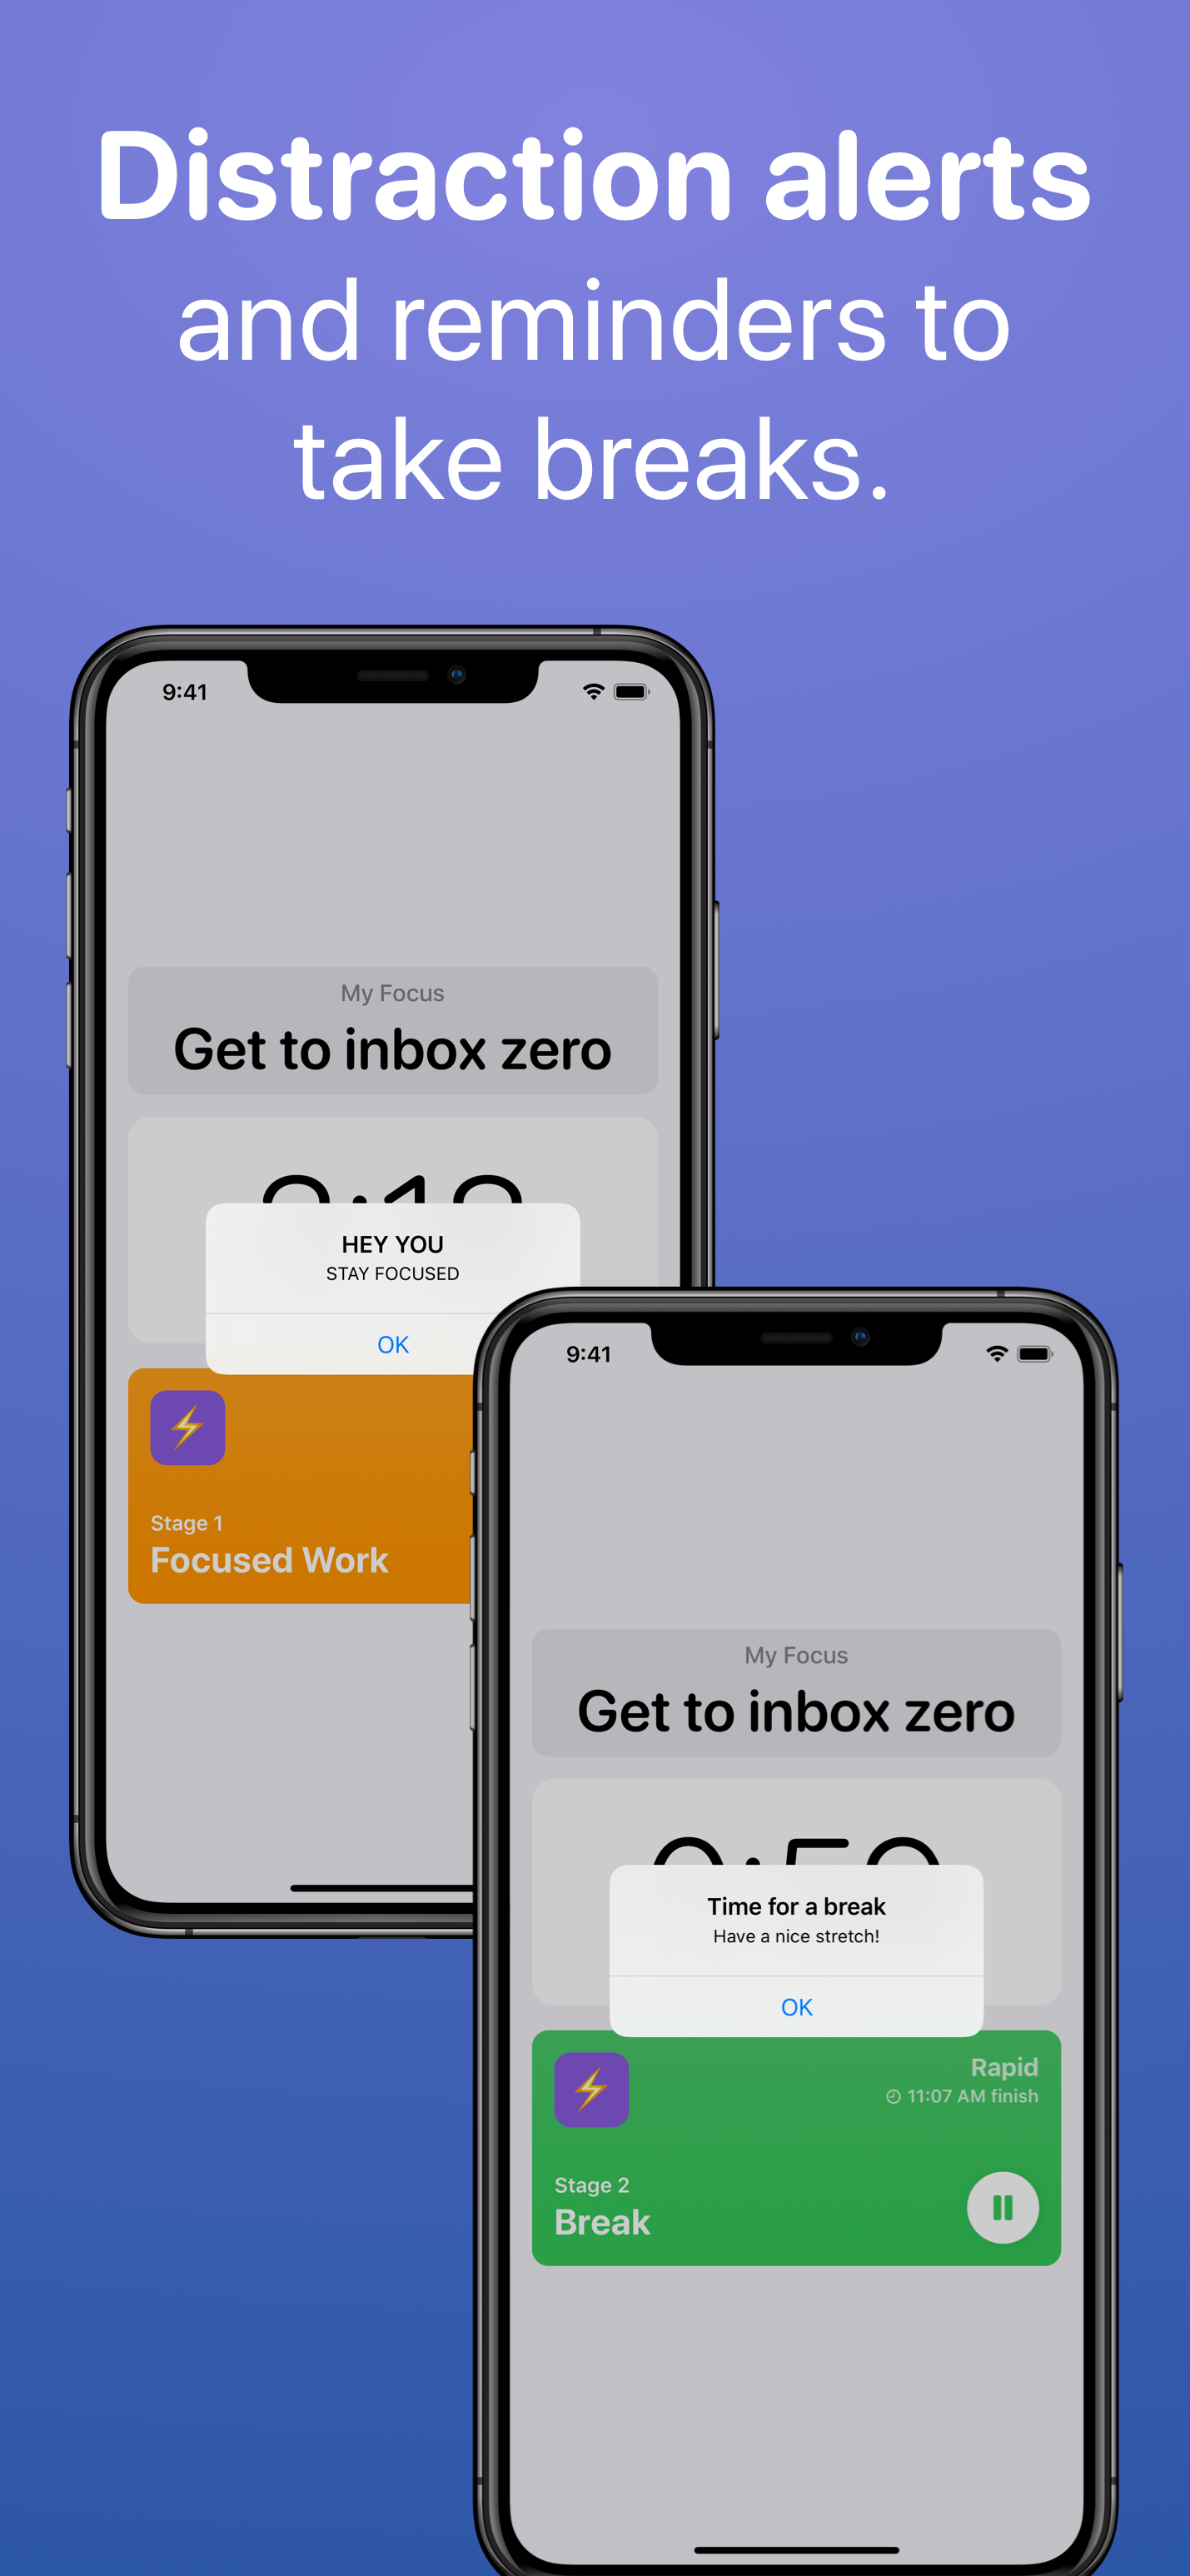 Distraction alerts
and reminders to
take breaks.
9:41
My Focus
Get to inbox zero
HEY YOU
STAY FOCUSED
OK
Stage 1
Focused Work
9:41
My Focus
Get to inbox zero
Time for a break
Have a nice stretch!
OK
Rapid
11:07 AM finish
Stage 2
Break